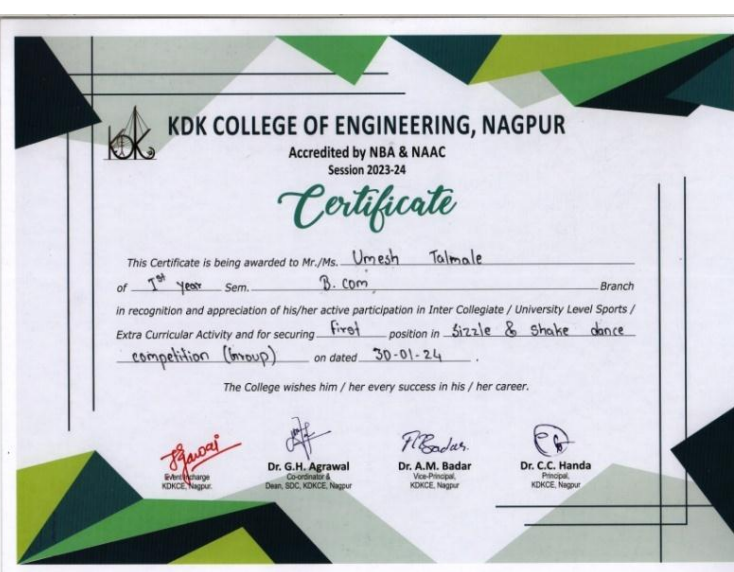 KDK
KDK COLLEGE OF ENGINEERING, NAGPUR
Accredited by NBA & NAAC
Session 2023-24
Certificate
This Certificate is being awarded to Mr./Ms. Umesh Talmale
of Ist year Sem. B. com Branch
in recognition and appreciation of his/her active participation in Inter Collegiate / University Level Sports /
Extra Curricular Activity and for securing first position in Sizzle & Shake dance
competition (Group) on dated 30-01-24 .
The College wishes him / her every success in his / her career.
Event Incharge
KDKCE, Nagpur.
Dr. G.H. Agrawal
Co-ordinator &
Dean, SDC, KDKCE, Nagpur
Dr. A.M. Badar
Vice-Principal,
KDKCE, Nagpur
Dr. C.C. Handa
Principal,
KDKCE, Nagpur